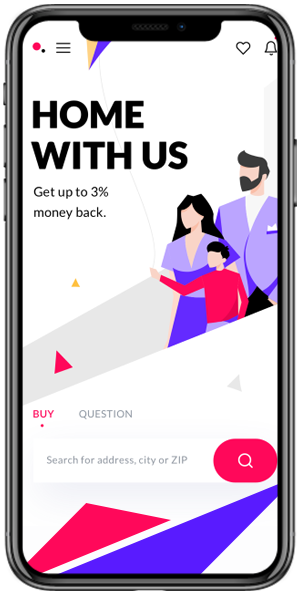 HOME
WITH US
Get up to 3%
money back.
BUY QUESTION
Search for address, city or ZIP